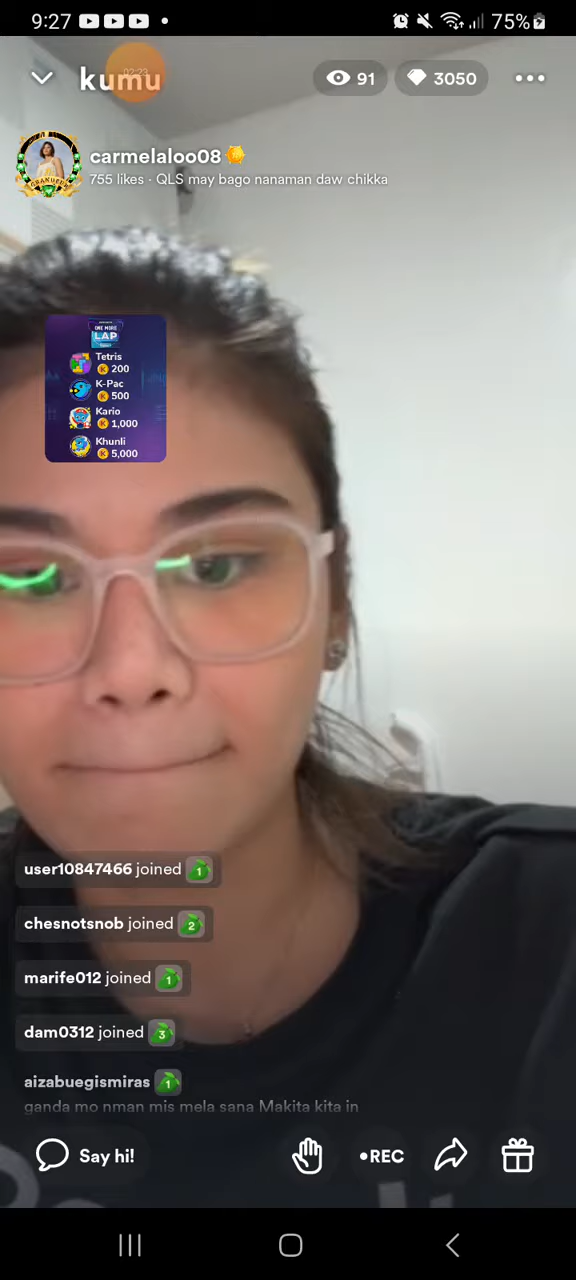 9:27
75%
02:23
kumu
91
3050
carmelaloo08
755 likes · QLS may bago nanaman daw chikka
ONE MORE
LAP
Tetris
K 200
K-Pac
K 500
Kario
K 1,000
Khunli
K 5,000
user10847466 joined 1
chesnotsnob joined 2
marife012 joined 1
dam0312 joined 3
aizabuegismiras 1
ganda mo nman mis mela sana Makita kita in
Say hi!
•REC